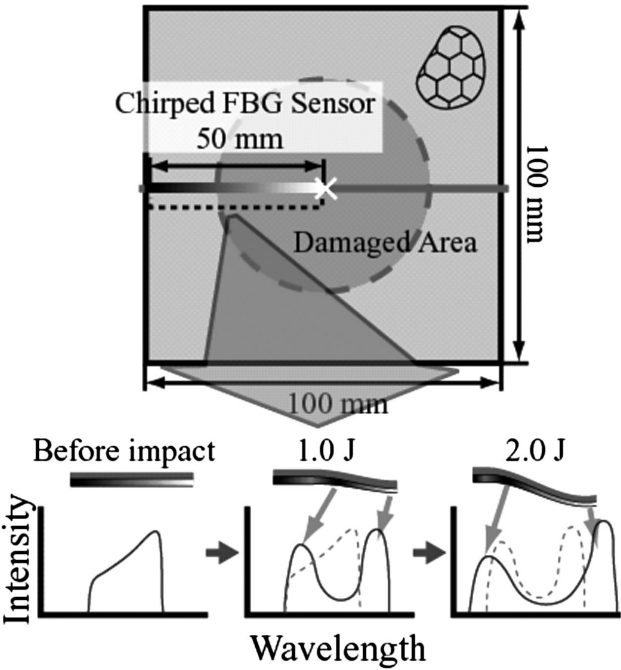 Chirped FBG Sensor
50 mm
100 mm
Damaged Area
100 mm
Before impact
1.0 J
2.0 J
Intensity
Wavelength